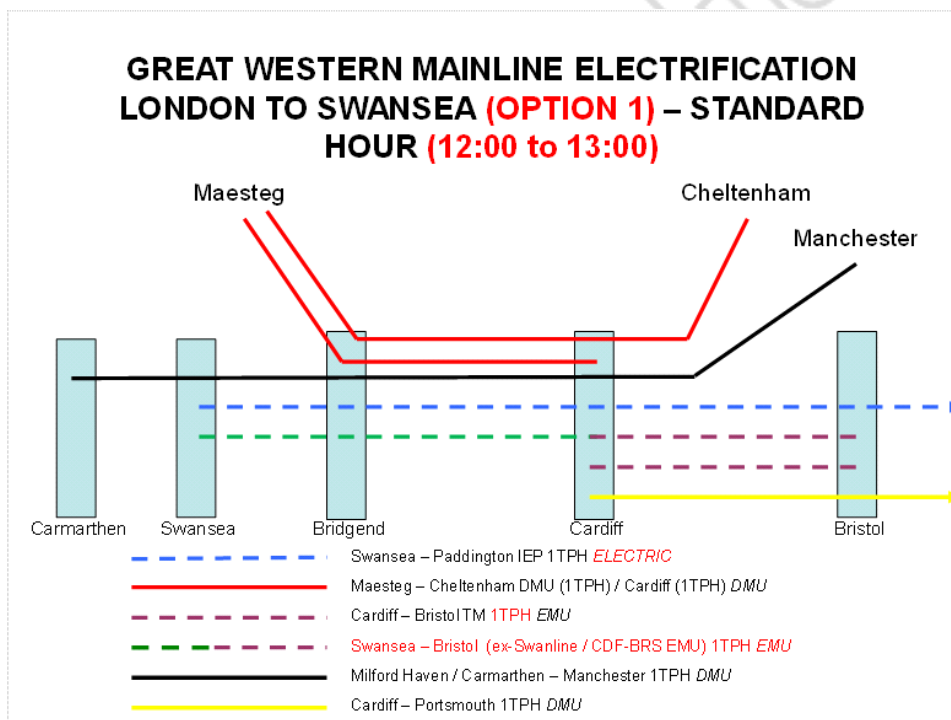 GREAT WESTERN MAINLINE ELECTRIFICATION
LONDON TO SWANSEA (OPTION 1) – STANDARD
HOUR (12:00 to 13:00)
Maesteg
Cheltenham
Manchester
Carmarthen
Swansea
Bridgend
Cardiff
Bristol
Swansea – Paddington IEP 1TPH ELECTRIC
Maesteg – Cheltenham DMU (1TPH) / Cardiff (1TPH) DMU
Cardiff – Bristol TM 1TPH EMU
Swansea – Bristol (ex-Swanline / CDF-BRS EMU) 1TPH EMU
Milford Haven / Carmarthen – Manchester 1TPH DMU
Cardiff – Portsmouth 1TPH DMU